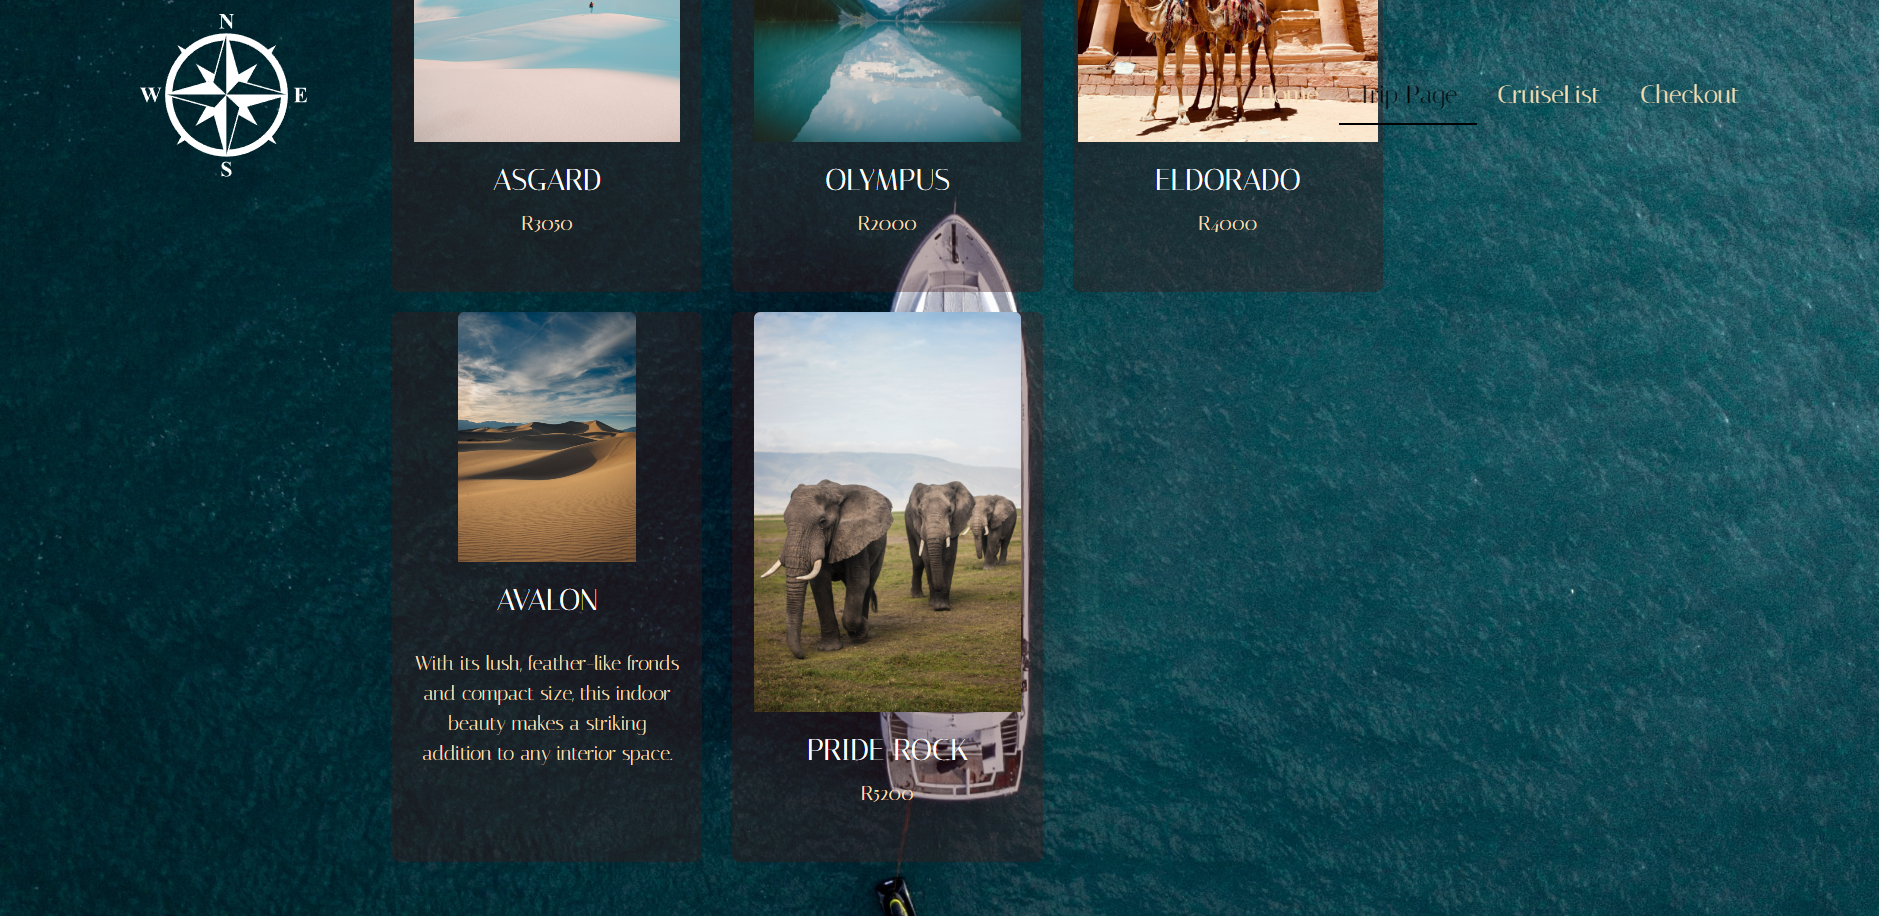 N
W
E
S
Home
Trip Page
CruiseList
Checkout
ASGARD
R3050
OLYMPUS
R2000
ELDORADO
R4000
AVALON
With its lush, feather-like fronds
and compact size, this indoor
beauty makes a striking
addition to any interior space.
PRIDE ROCK
R5200